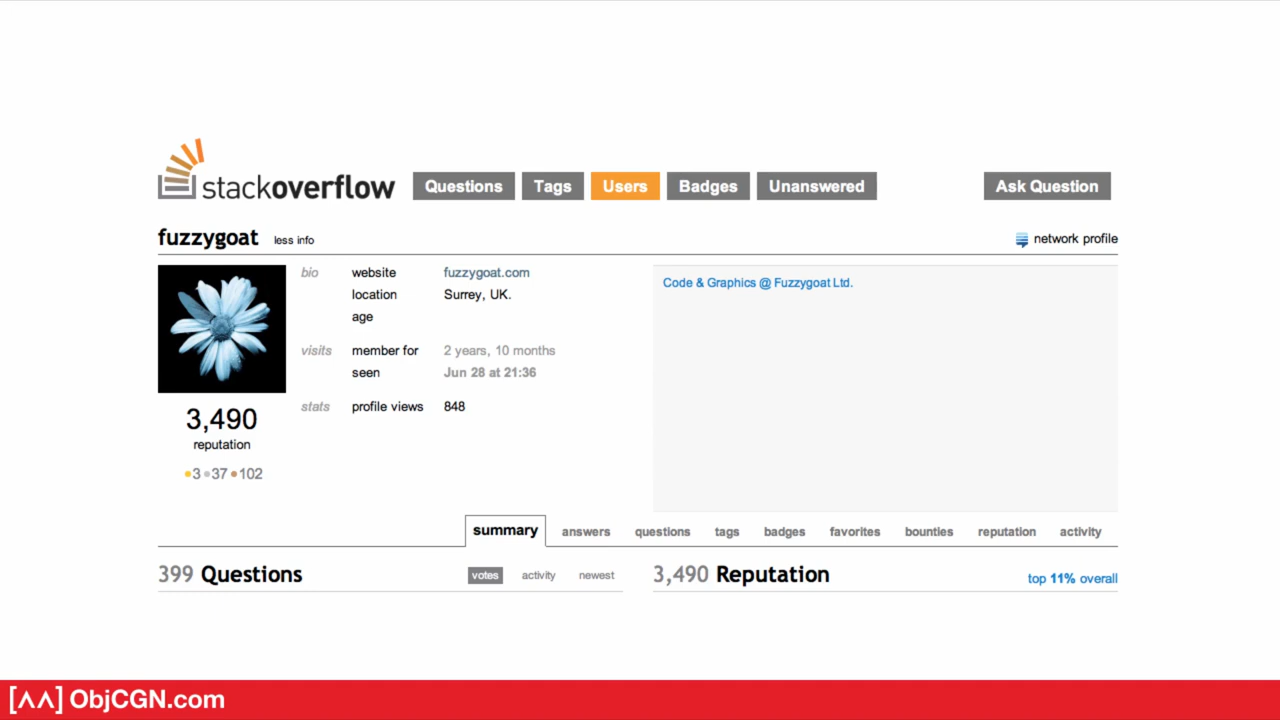 stackoverflow
Questions Tags Users Badges Unanswered Ask Question
fuzzygoat less info network profile
bio website fuzzygoat.com
location Surrey, UK.
age
visits member for 2 years, 10 months
seen Jun 28 at 21:36
stats profile views 848
Code & Graphics @ Fuzzygoat Ltd.
3,490
reputation
3 37 102
summary answers questions tags badges favorites bounties reputation activity
399 Questions votes activity newest
3,490 Reputation top 11% overall
[ʌʌ] ObjCGN.com